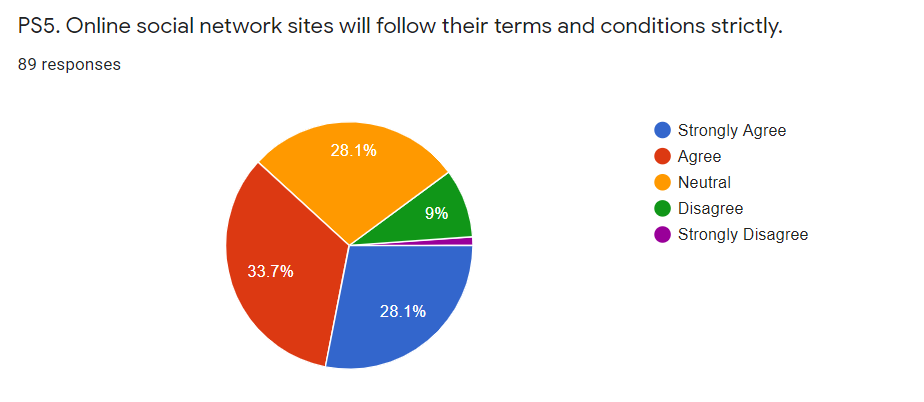 PS5. Online social network sites will follow their terms and conditions strictly.
89 responses
28.1%
9%
33.7%
28.1%
Strongly Agree
Agree
Neutral
Disagree
Strongly Disagree